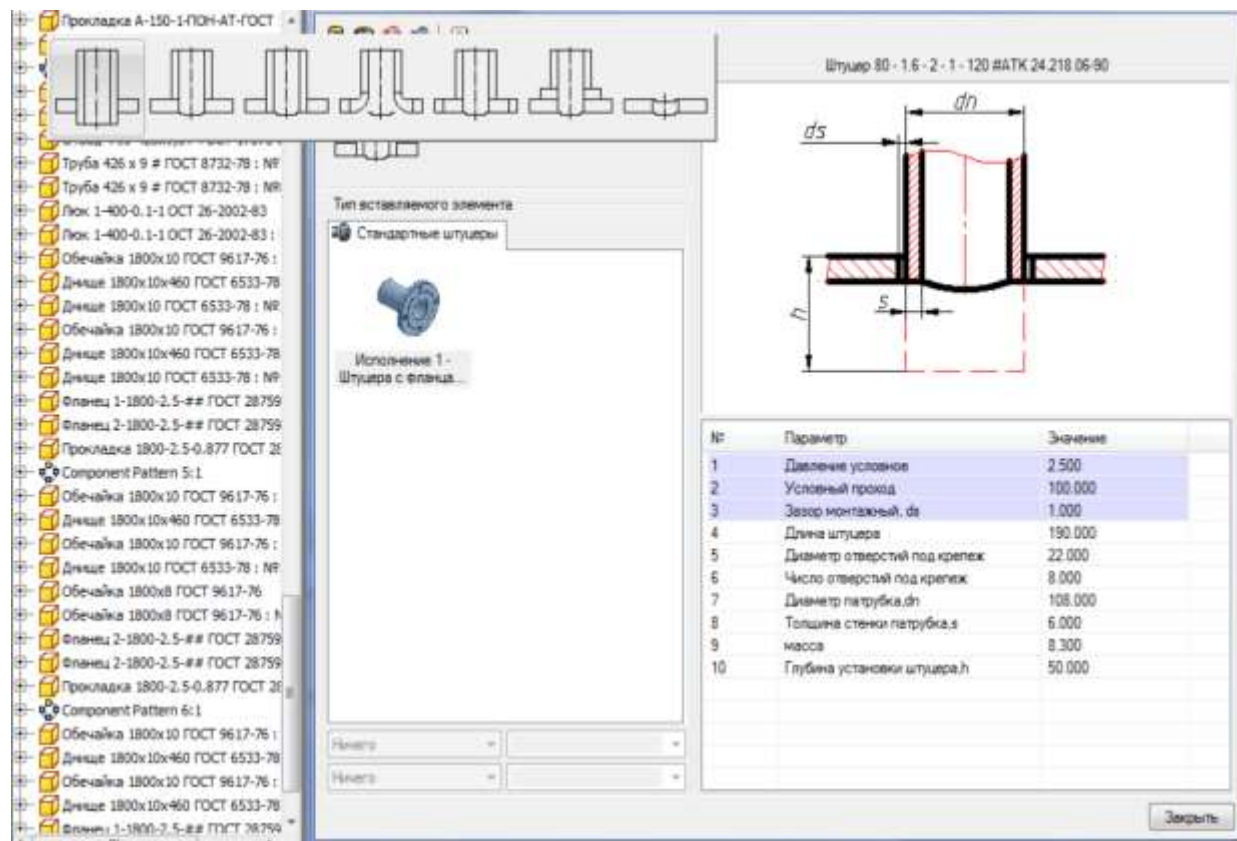 Прокладка А-150-1-ПОН-АТ-ГОСТ
Труба 426 x 9 # ГОСТ 8732-78 : №
Труба 426 x 9 # ГОСТ 8732-78 : №
Люк 1-400-0.1-1 ОСТ 26-2002-83
Люк 1-400-0.1-1 ОСТ 26-2002-83 :
Обечайка 1800x10 ГОСТ 9617-76 :
Днище 1800x10x460 ГОСТ 6533-78
Днище 1800x10 ГОСТ 6533-78 : №
Обечайка 1800x10 ГОСТ 9617-76 :
Днище 1800x10x460 ГОСТ 6533-78
Днище 1800x10 ГОСТ 6533-78 : №
Фланец 1-1800-2.5-## ГОСТ 28759
Фланец 2-1800-2.5-## ГОСТ 28759
Прокладка 1800-2.5-0.877 ГОСТ 28
Component Pattern 5:1
Обечайка 1800x10 ГОСТ 9617-76 :
Днище 1800x10x460 ГОСТ 6533-78
Обечайка 1800x10 ГОСТ 9617-76 :
Днище 1800x10 ГОСТ 6533-78 : №
Обечайка 1800x8 ГОСТ 9617-76
Обечайка 1800x8 ГОСТ 9617-76 : №
Фланец 2-1800-2.5-## ГОСТ 28759
Фланец 2-1800-2.5-## ГОСТ 28759
Прокладка 1800-2.5-0.877 ГОСТ 28
Component Pattern 6:1
Обечайка 1800x10 ГОСТ 9617-76 :
Днище 1800x10x460 ГОСТ 6533-78
Обечайка 1800x10 ГОСТ 9617-76 :
Днище 1800x10x460 ГОСТ 6533-78
Фланец 1-1800-2.5-## ГОСТ 28759
Тип вставляемого элемента
Стандартные штуцеры
Исполнение 1 -
Штуцера с фланца...
Ничего
Ничего
Штуцер 80 - 1.6 - 2 - 1 - 120 #АТК 24.218.06-90
dn
ds
s
h
№ Параметр Значение
1 Давление условное 2.500
2 Условный проход 100.000
3 Зазор монтажный, ds 1.000
4 Длина штуцера 190.000
5 Диаметр отверстий под крепеж 22.000
6 Число отверстий под крепеж 8.000
7 Диаметр патрубка,dn 108.000
8 Толщина стенки патрубка,s 6.000
9 масса 8.300
10 Глубина установки штуцера,h 50.000
Закрыть